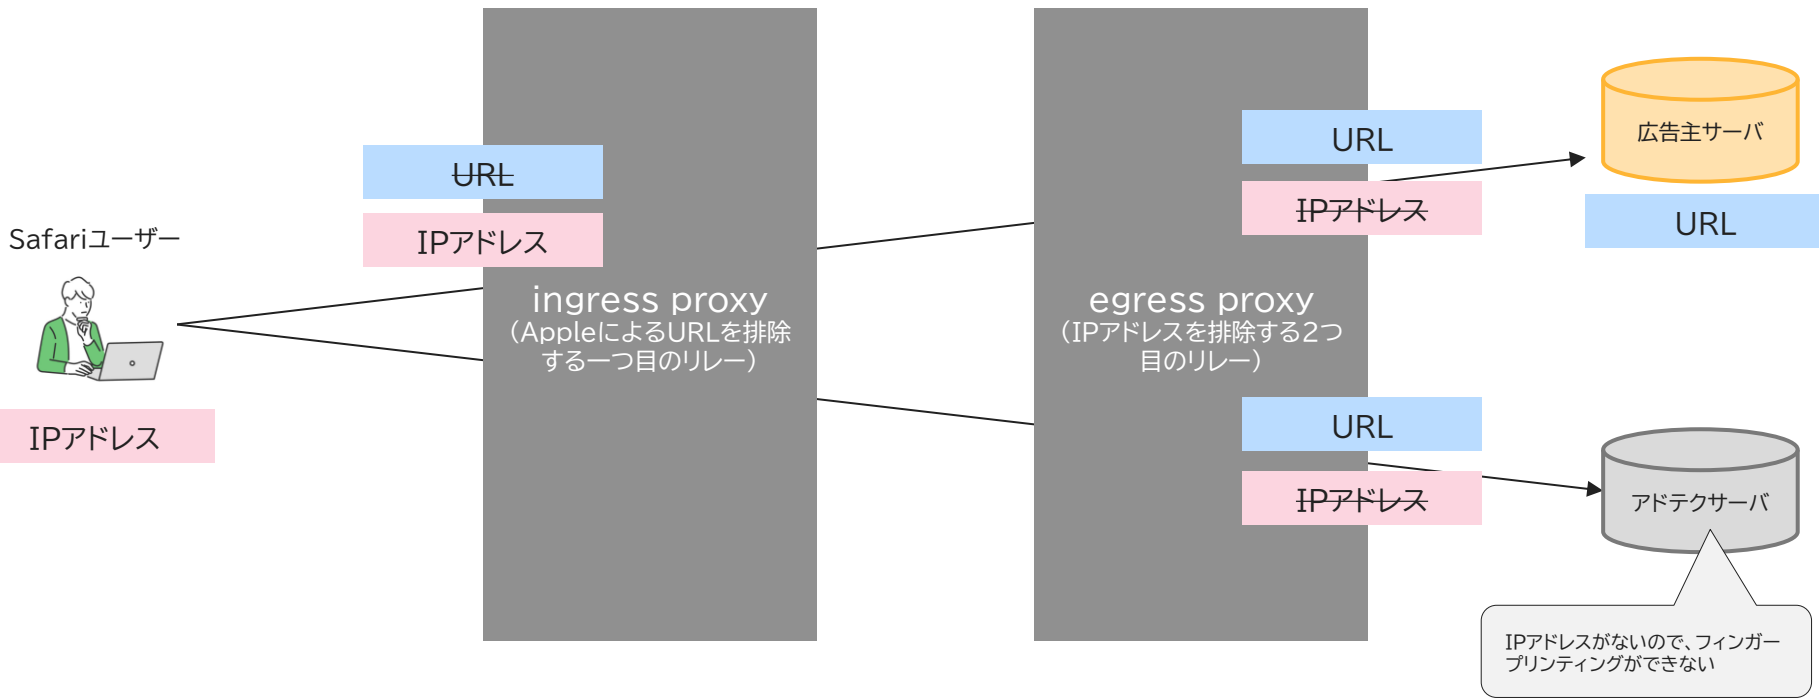 Safariユーザー
IPアドレス
URL
IPアドレス
ingress proxy
（AppleによるURLを排除
する一つ目のリレー）
URL
IPアドレス
egress proxy
（IPアドレスを排除する2つ
目のリレー）
URL
IPアドレス
広告主サーバ
URL
アドテクサーバ
IPアドレスがないので、フィンガー
プリンティングができない